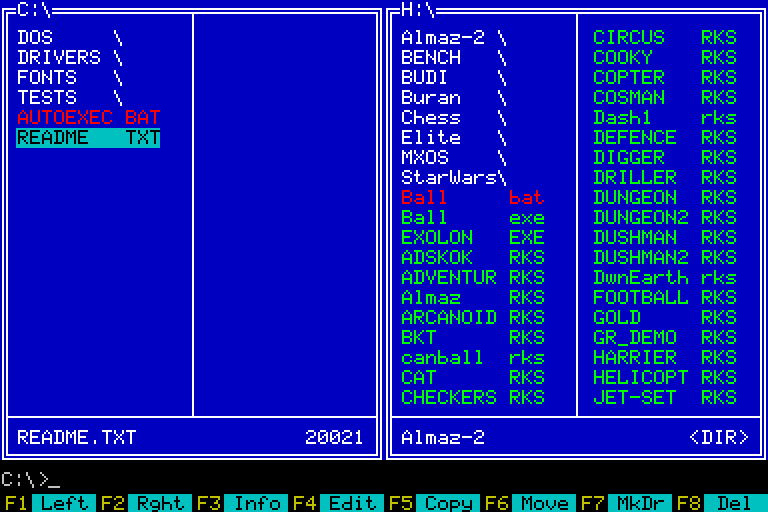 C:\
DOS \
DRIVERS \
FONTS \
TESTS \
AUTOEXEC BAT
README TXT
README.TXT 20021
H:\
Almaz-2 \
BENCH \
BUDI \
Buran \
Chess \
Elite \
MXOS \
StarWars\
Ball bat
Ball exe
EXOLON EXE
ADSKOK RKS
ADVENTUR RKS
Almaz RKS
ARCANOID RKS
BKT RKS
canball rks
CAT RKS
CHECKERS RKS
CIRCUS RKS
COOKY RKS
COPTER RKS
COSMAN RKS
Dash1 rks
DEFENCE RKS
DIGGER RKS
DRILLER RKS
DUNGEON RKS
DUNGEON2 RKS
DUSHMAN RKS
DUSHMAN2 RKS
DwnEarth rks
FOOTBALL RKS
GOLD RKS
GR_DEMO RKS
HARRIER RKS
HELICOPT RKS
JET-SET RKS
Almaz-2 <DIR>
C:\>_
F1 Left F2 Rght F3 Info F4 Edit F5 Copy F6 Move F7 MkDr F8 Del